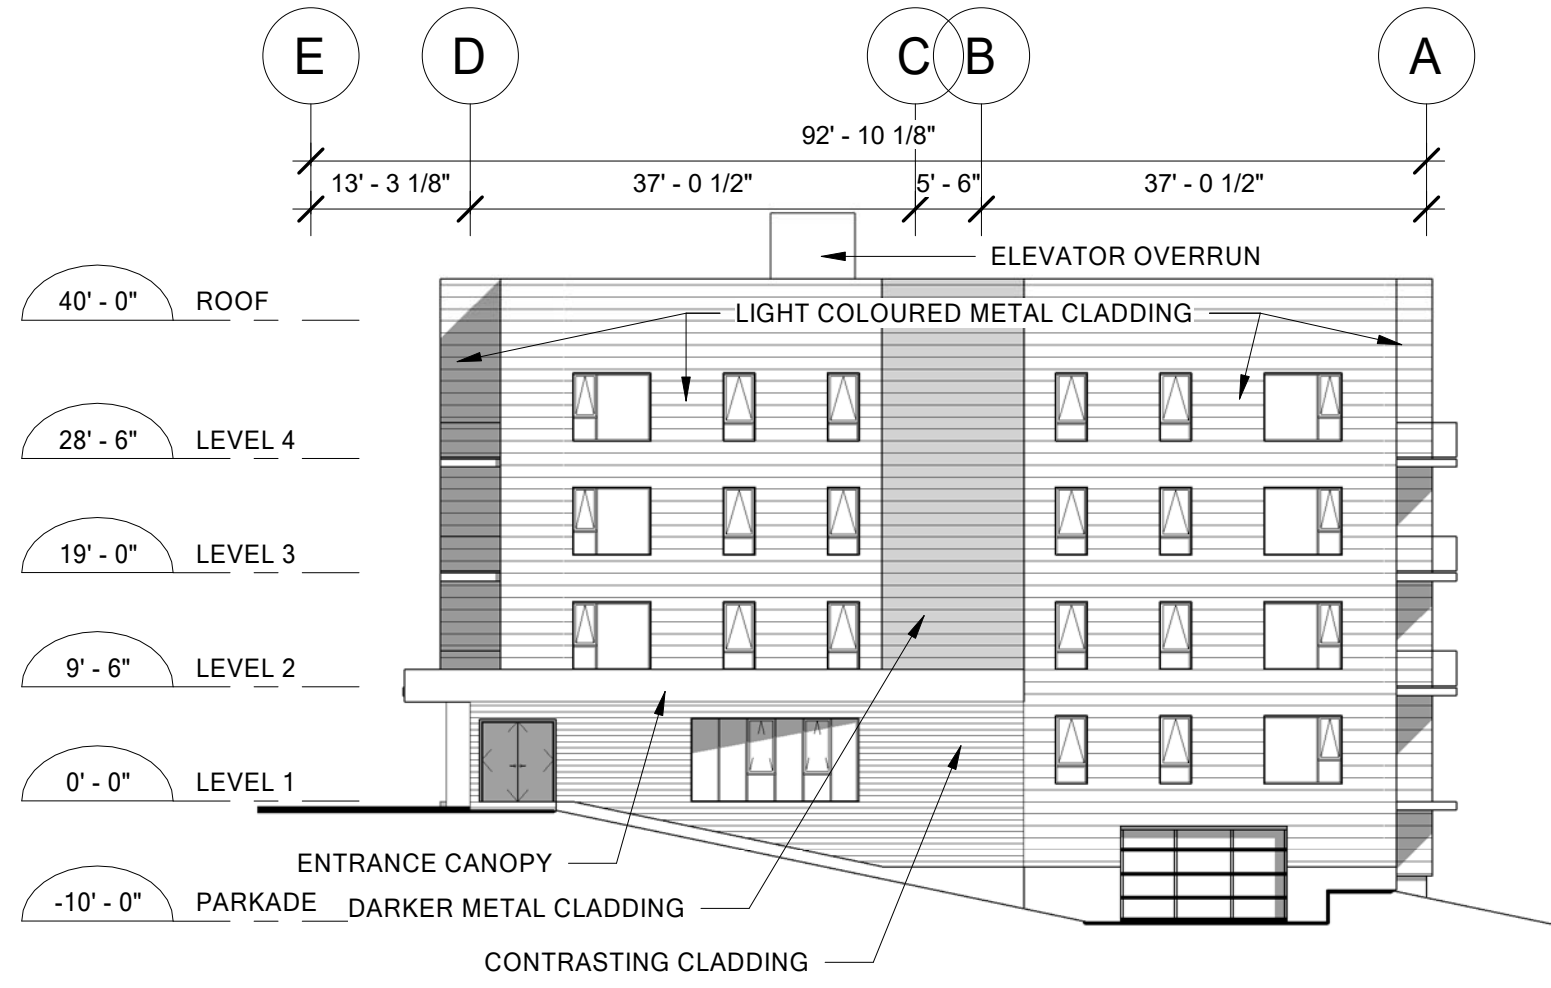 E D C B A
92' - 10 1/8"
13' - 3 1/8" 37' - 0 1/2" 5' - 6" 37' - 0 1/2"
ELEVATOR OVERRUN
40' - 0" ROOF
LIGHT COLOURED METAL CLADDING
28' - 6" LEVEL 4
19' - 0" LEVEL 3
9' - 6" LEVEL 2
0' - 0" LEVEL 1
ENTRANCE CANOPY
-10' - 0" PARKADE
DARKER METAL CLADDING
CONTRASTING CLADDING